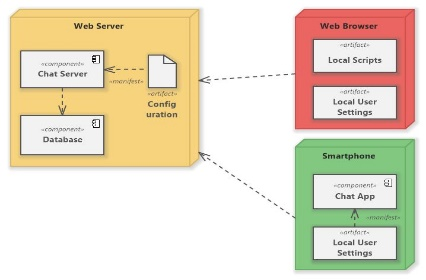 Web Server
«component»
Chat Server
«manifest»
«artifact»
Config
uration
«component»
Database
Web Browser
«artifact»
Local Scripts
«artifact»
Local User
Settings
Smartphone
«component»
Chat App
«manifest»
«artifact»
Local User
Settings